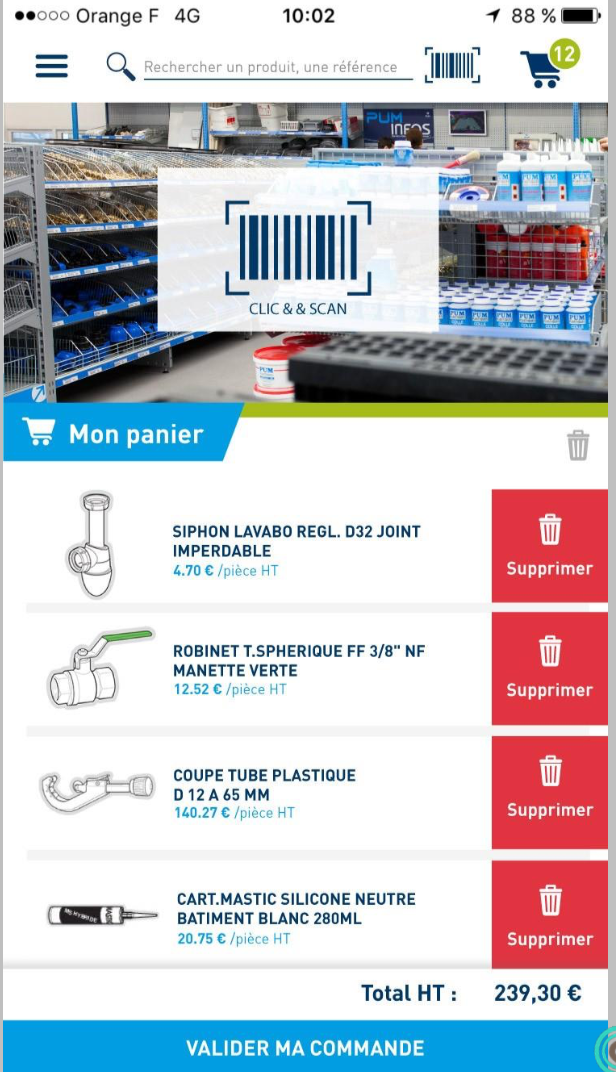 Orange F 4G 10:02 88 %
Rechercher un produit, une référence
12
PUM
INFOS
CLIC & & SCAN
Mon panier
SIPHON LAVABO REGL. D32 JOINT
IMPERDABLE
4.70 € /pièce HT
Supprimer
ROBINET T.SPHERIQUE FF 3/8" NF
MANETTE VERTE
12.52 € /pièce HT
Supprimer
COUPE TUBE PLASTIQUE
D 12 A 65 MM
140.27 € /pièce HT
Supprimer
CART.MASTIC SILICONE NEUTRE
BATIMENT BLANC 280ML
20.75 € /pièce HT
Supprimer
Total HT : 239,30 €
VALIDER MA COMMANDE